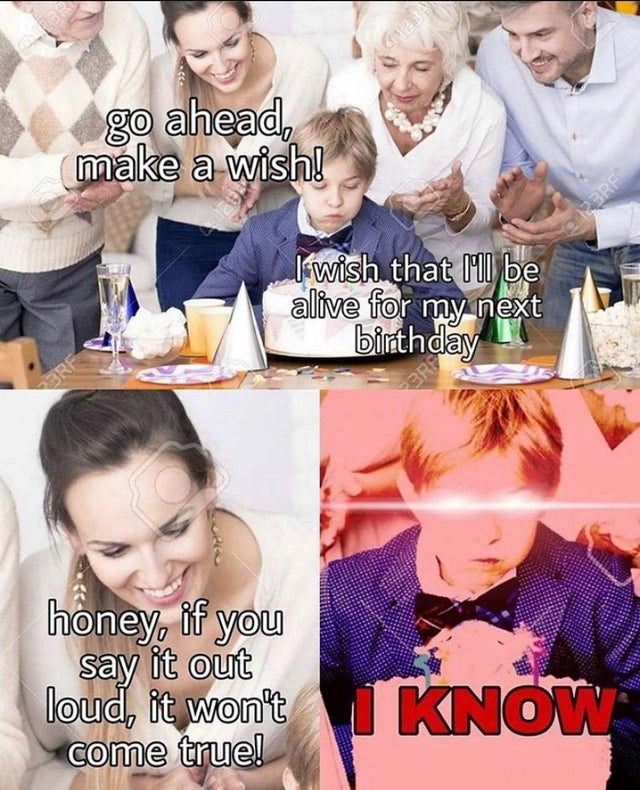 go ahead,
make a wish!
I wish that I'll be
alive for my next
birthday
honey, if you
say it out
loud, it won't
come true!
I KNOW